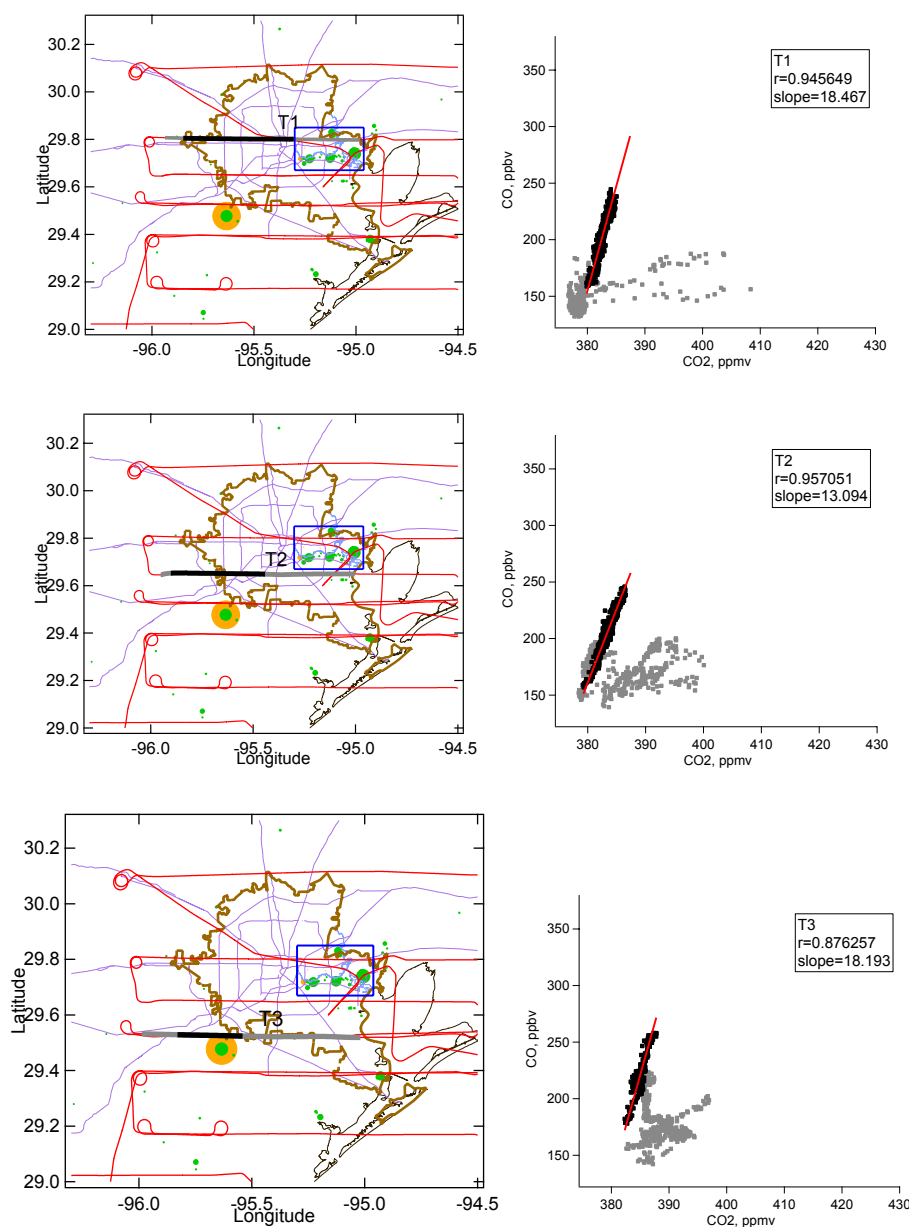 30.2
30.0
29.8
29.6
29.4
29.2
29.0
Latitude
T1
-96.0
-95.5
-95.0
-94.5
Longitude
350
300
250
200
150
CO, ppbv
T1
r=0.945649
slope=18.467
380
390
400
410
420
430
CO2, ppmv
30.2
30.0
29.8
29.6
29.4
29.2
29.0
Latitude
T2
-96.0
-95.5
-95.0
-94.5
Longitude
350
300
250
200
150
CO, ppbv
T2
r=0.957051
slope=13.094
380
390
400
410
420
430
CO2, ppmv
30.2
30.0
29.8
29.6
29.4
29.2
29.0
Latitude
T3
-96.0
-95.5
-95.0
-94.5
Longitude
350
300
250
200
150
CO, ppbv
T3
r=0.876257
slope=18.193
380
390
400
410
420
430
CO2, ppmv